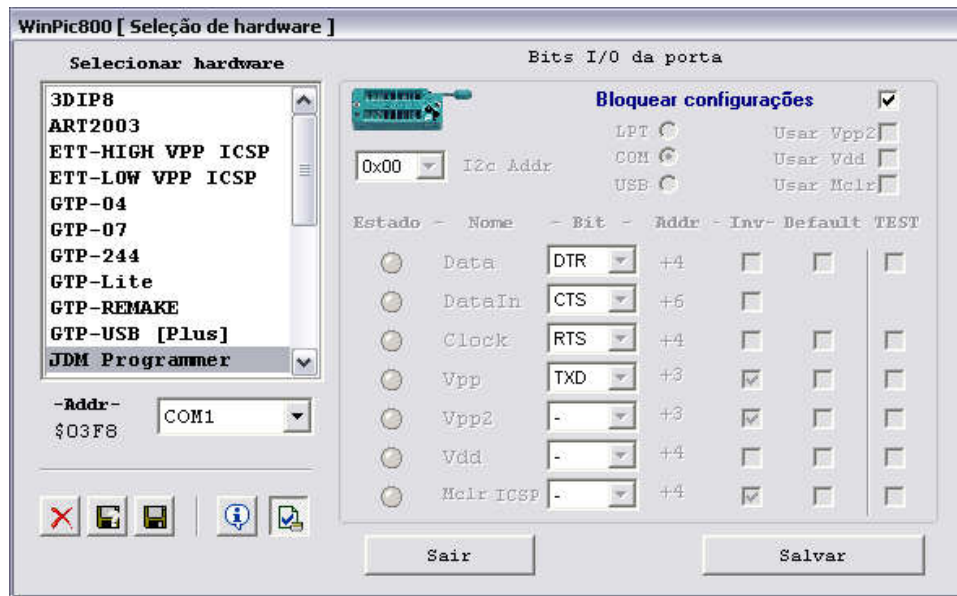 WinPic800 [ Seleção de hardware ]
Selecionar hardware
3DIP8
ART2003
ETT-HIGH VPP ICSP
ETT-LOW VPP ICSP
GTP-04
GTP-07
GTP-244
GTP-Lite
GTP-REMAKE
GTP-USB [Plus]
JDM Programmer
-Addr-
$03F8
COM1
Bits I/O da porta
Bloquear configurações
LPT Usar Vpp2
0x00 I2c Addr COM Usar Vdd
USB Usar Mclr
Estado - Nome - Bit - Addr - Inv- Default TEST
Data DTR +4
DataIn CTS +6
Clock RTS +4
Vpp TXD +3
Vpp2 - +3
Vdd - +4
Mclr ICSP - +4
Sair Salvar